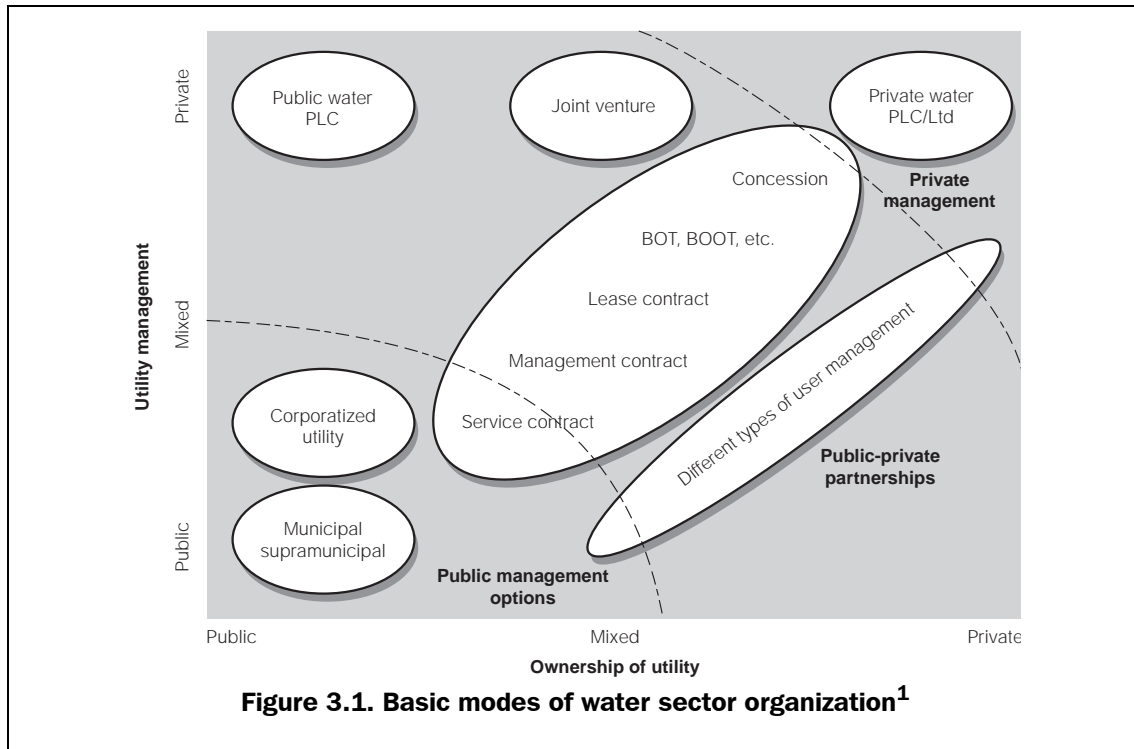 Private
Mixed
Public
Utility management
Public water
PLC
Joint venture
Private water
PLC/Ltd
Private
management
Concession
BOT, BOOT, etc.
Lease contract
Management contract
Service contract
Different types of user management
Corporatized
utility
Municipal
supramunicipal
Public-private
partnerships
Public management
options
Public
Mixed
Private
Ownership of utility
Figure 3.1. Basic modes of water sector organization1